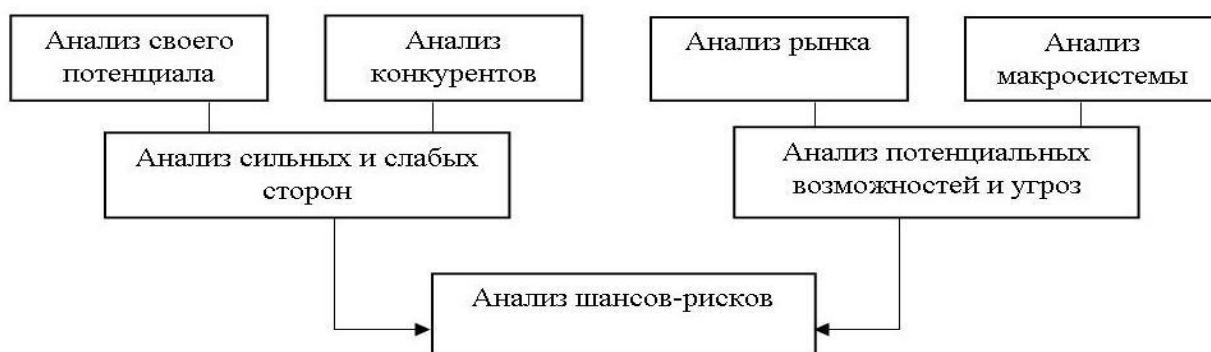 Анализ своего
потенциала
Анализ
конкурентов
Анализ рынка
Анализ
макросистемы
Анализ сильных и слабых
сторон
Анализ потенциальных
возможностей и угроз
Анализ шансов-рисков